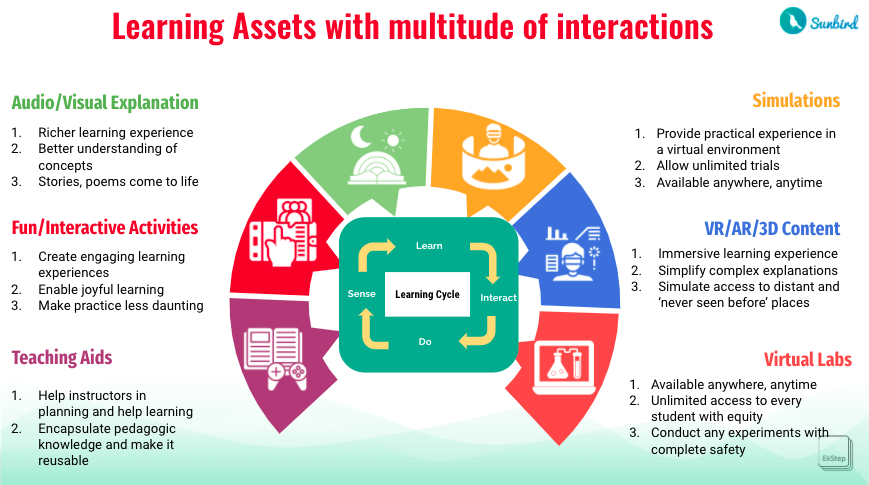 Learning Assets with multitude of interactions
Sunbird
Audio/Visual Explanation
1. Richer learning experience
2. Better understanding of
concepts
3. Stories, poems come to life
Fun/Interactive Activities
1. Create engaging learning
experiences
2. Enable joyful learning
3. Make practice less daunting
Teaching Aids
1. Help instructors in
planning and help learning
2. Encapsulate pedagogic
knowledge and make it
reusable
Learn
Sense
Learning Cycle
Interact
Do
Simulations
1. Provide practical experience in
a virtual environment
2. Allow unlimited trials
3. Available anywhere, anytime
VR/AR/3D Content
1. Immersive learning experience
2. Simplify complex explanations
3. Simulate access to distant and
‘never seen before’ places
Virtual Labs
1. Available anywhere, anytime
2. Unlimited access to every
student with equity
3. Conduct any experiments with
complete safety
EkStep